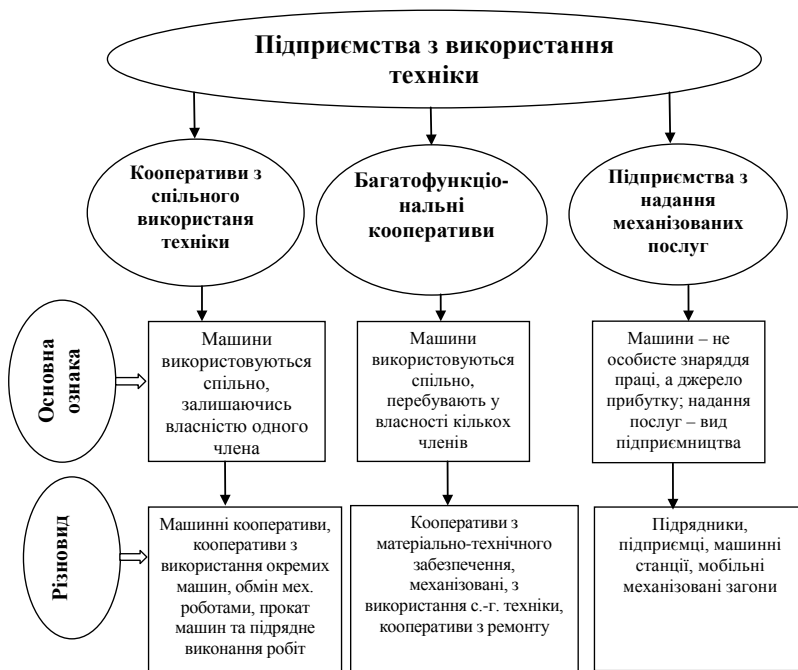 Підприємства з використання
техніки
Кооперативи з
спільного
використаня
техніки
Багатофункціо-
нальні
кооперативи
Підприємства з
надання
механізованих
послуг
Основна
ознака
Машини
використовуються
спільно,
залишаючись
власністю одного
члена
Машини
використовуються
спільно,
перебувають у
власності кількох
членів
Машини – не
особисте знаряддя
праці, а джерело
прибутку; надання
послуг – вид
підприємництва
Різновид
Машинні кооперативи,
кооперативи з
використання окремих
машин, обмін мех.
роботами, прокат
машин та підрядне
виконання робіт
Кооперативи з
матеріально-технічного
забезпечення,
механізовані, з
використання с.-г. техніки,
кооперативи з ремонту
Підрядники,
підприємці, машинні
станції, мобільні
механізовані загони